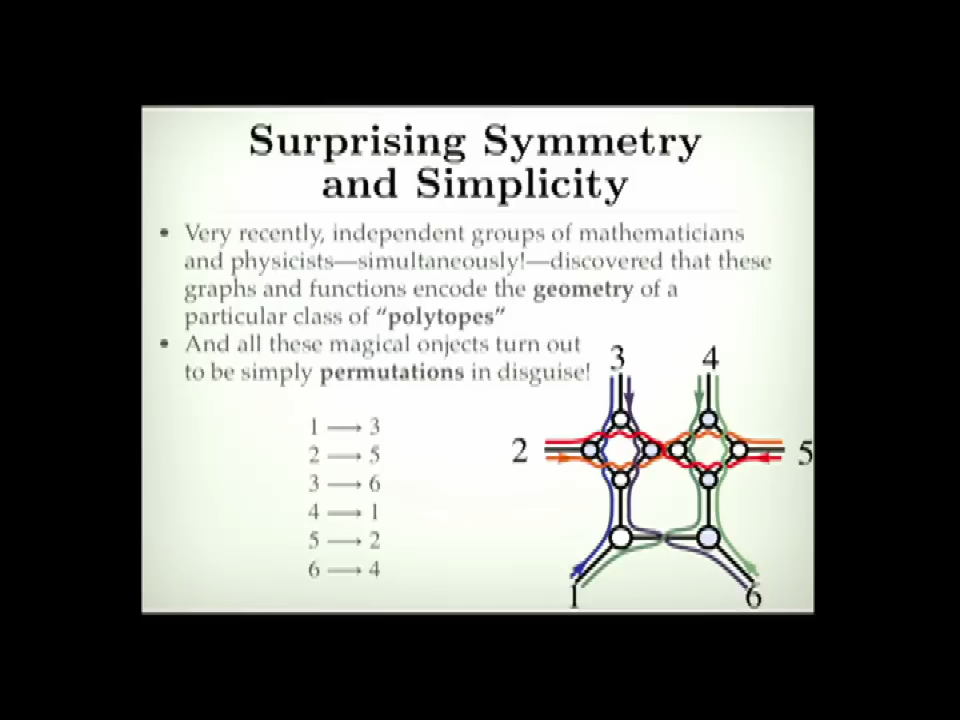 Surprising Symmetry
and Simplicity
• Very recently, independent groups of mathematicians
and physicists—simultaneously!—discovered that these
graphs and functions encode the geometry of a
particular class of "polytopes"
• And all these magical onjects turn out
to be simply permutations in disguise!
1 ⟶ 3
2 ⟶ 5
3 ⟶ 6
4 ⟶ 1
5 ⟶ 2
6 ⟶ 4
3 4
2 5
1 6